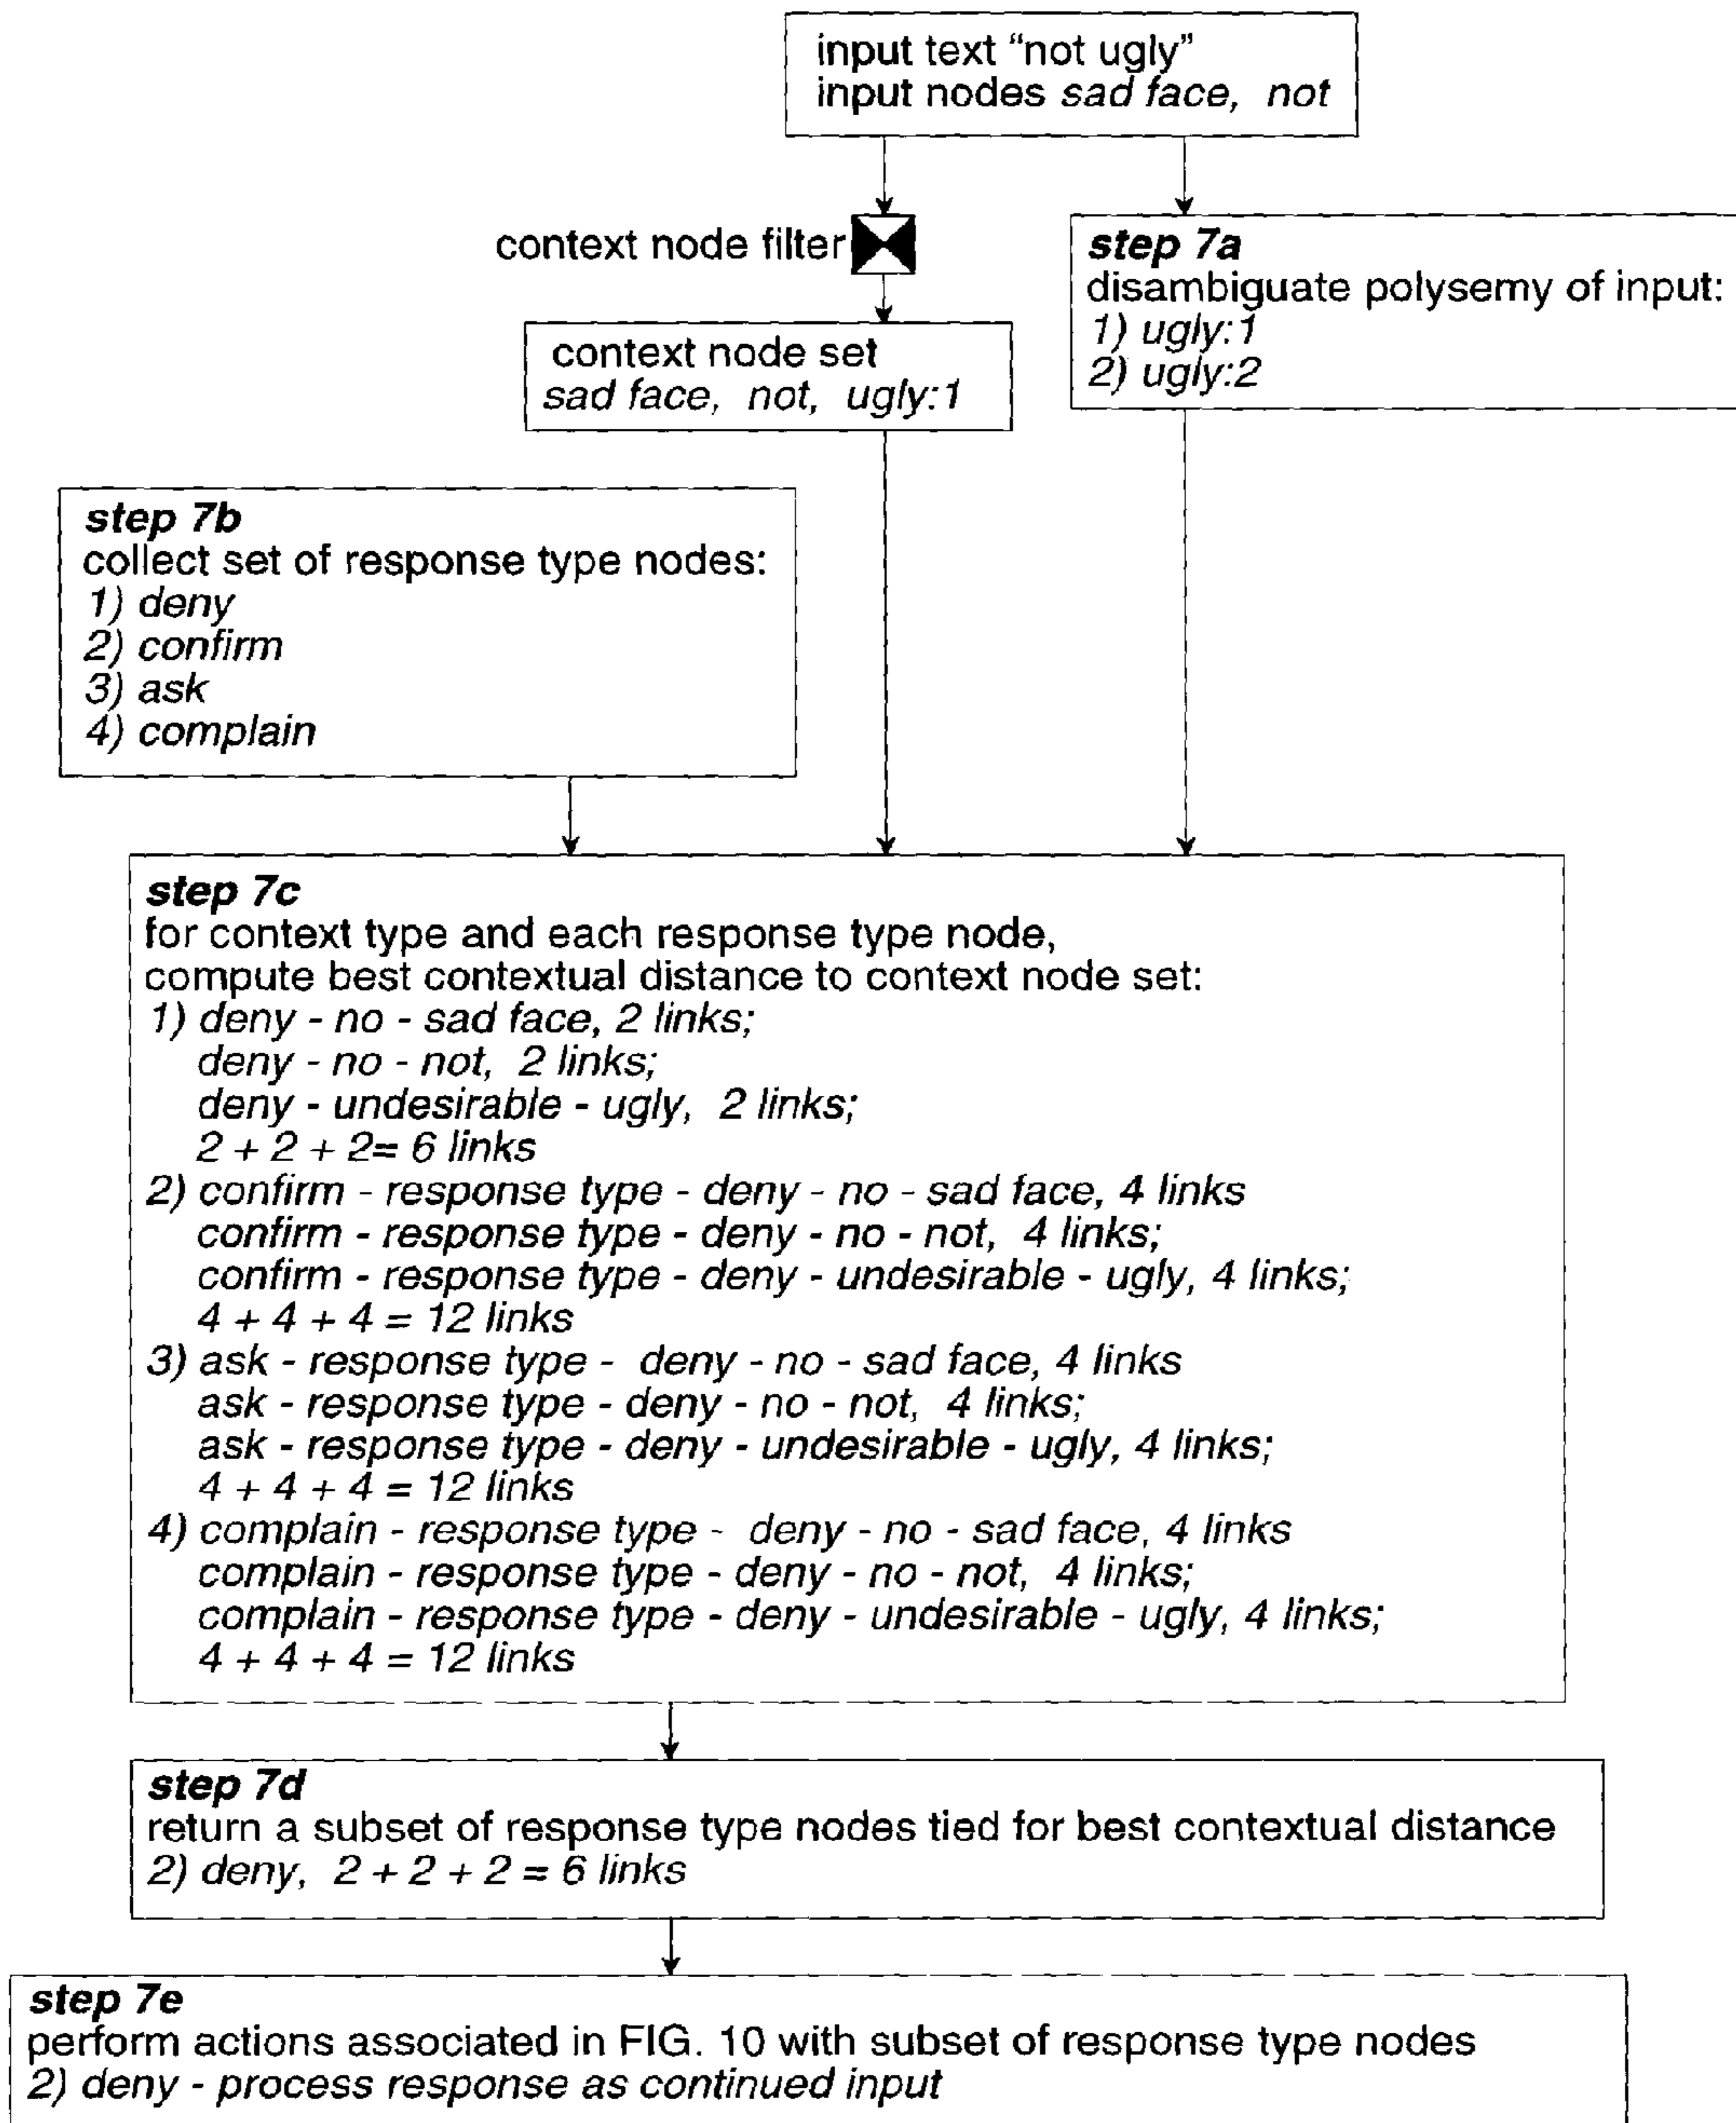 input text “not ugly”
input nodes sad face, not
context node filter
step 7a
disambiguate polysemy of input:
1) ugly:1
2) ugly:2
context node set
sad face, not, ugly:1
step 7b
collect set of response type nodes:
1) deny
2) confirm
3) ask
4) complain
step 7c
for context type and each response type node,
compute best contextual distance to context node set:
1) deny - no - sad face, 2 links;
deny - no - not, 2 links;
deny - undesirable - ugly, 2 links;
2 + 2 + 2= 6 links
2) confirm - response type - deny - no - sad face, 4 links
confirm - response type - deny - no - not, 4 links;
confirm - response type - deny - undesirable - ugly, 4 links;
4 + 4 + 4 = 12 links
3) ask - response type - deny - no - sad face, 4 links
ask - response type - deny - no - not, 4 links;
ask - response type - deny - undesirable - ugly, 4 links;
4 + 4 + 4 = 12 links
4) complain - response type - deny - no - sad face, 4 links
complain - response type - deny - no - not, 4 links;
complain - response type - deny - undesirable - ugly, 4 links;
4 + 4 + 4 = 12 links
step 7d
return a subset of response type nodes tied for best contextual distance
2) deny, 2 + 2 + 2 = 6 links
step 7e
perform actions associated in FIG. 10 with subset of response type nodes
2) deny - process response as continued input